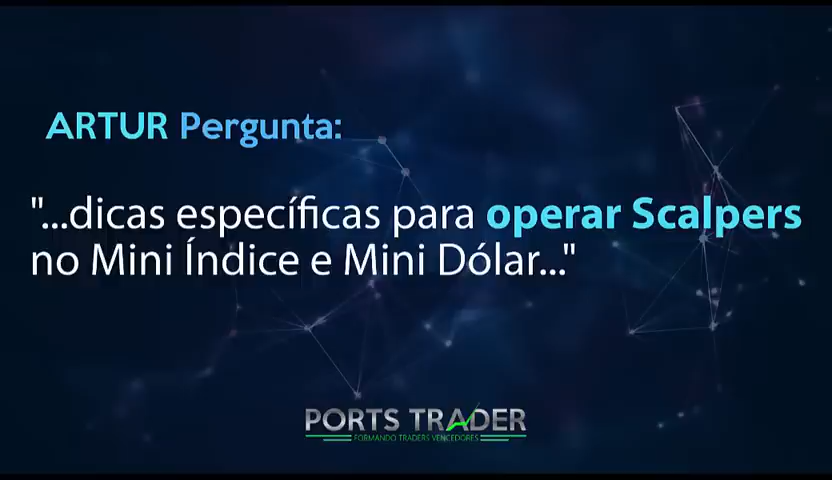 ARTUR Pergunta:
"...dicas específicas para operar Scalpers
no Mini Índice e Mini Dólar..."
PORTS TRADER
FORMANDO TRADERS VENCEDORES